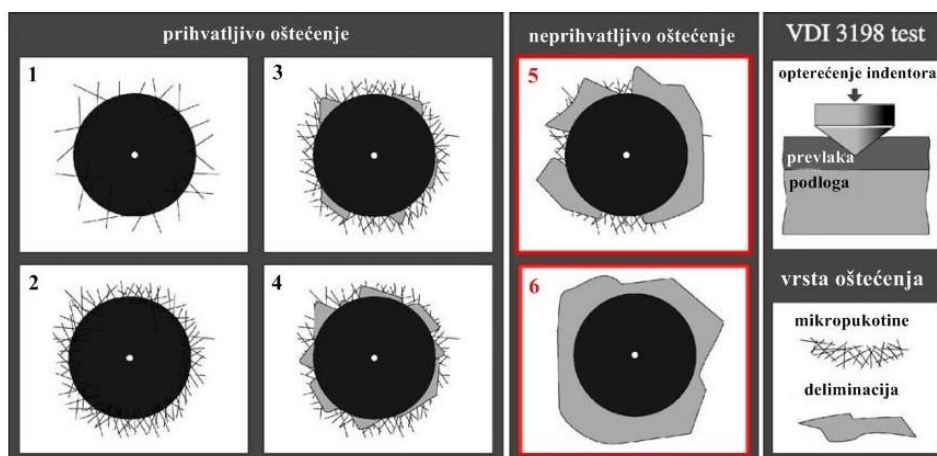 prihvatljivo oštećenje
1
3
2
4
neprihvatljivo oštećenje
5
6
VDI 3198 test
opterećenje indentora
prevlaka
podloga
vrsta oštećenja
mikropukotine
deliminacija